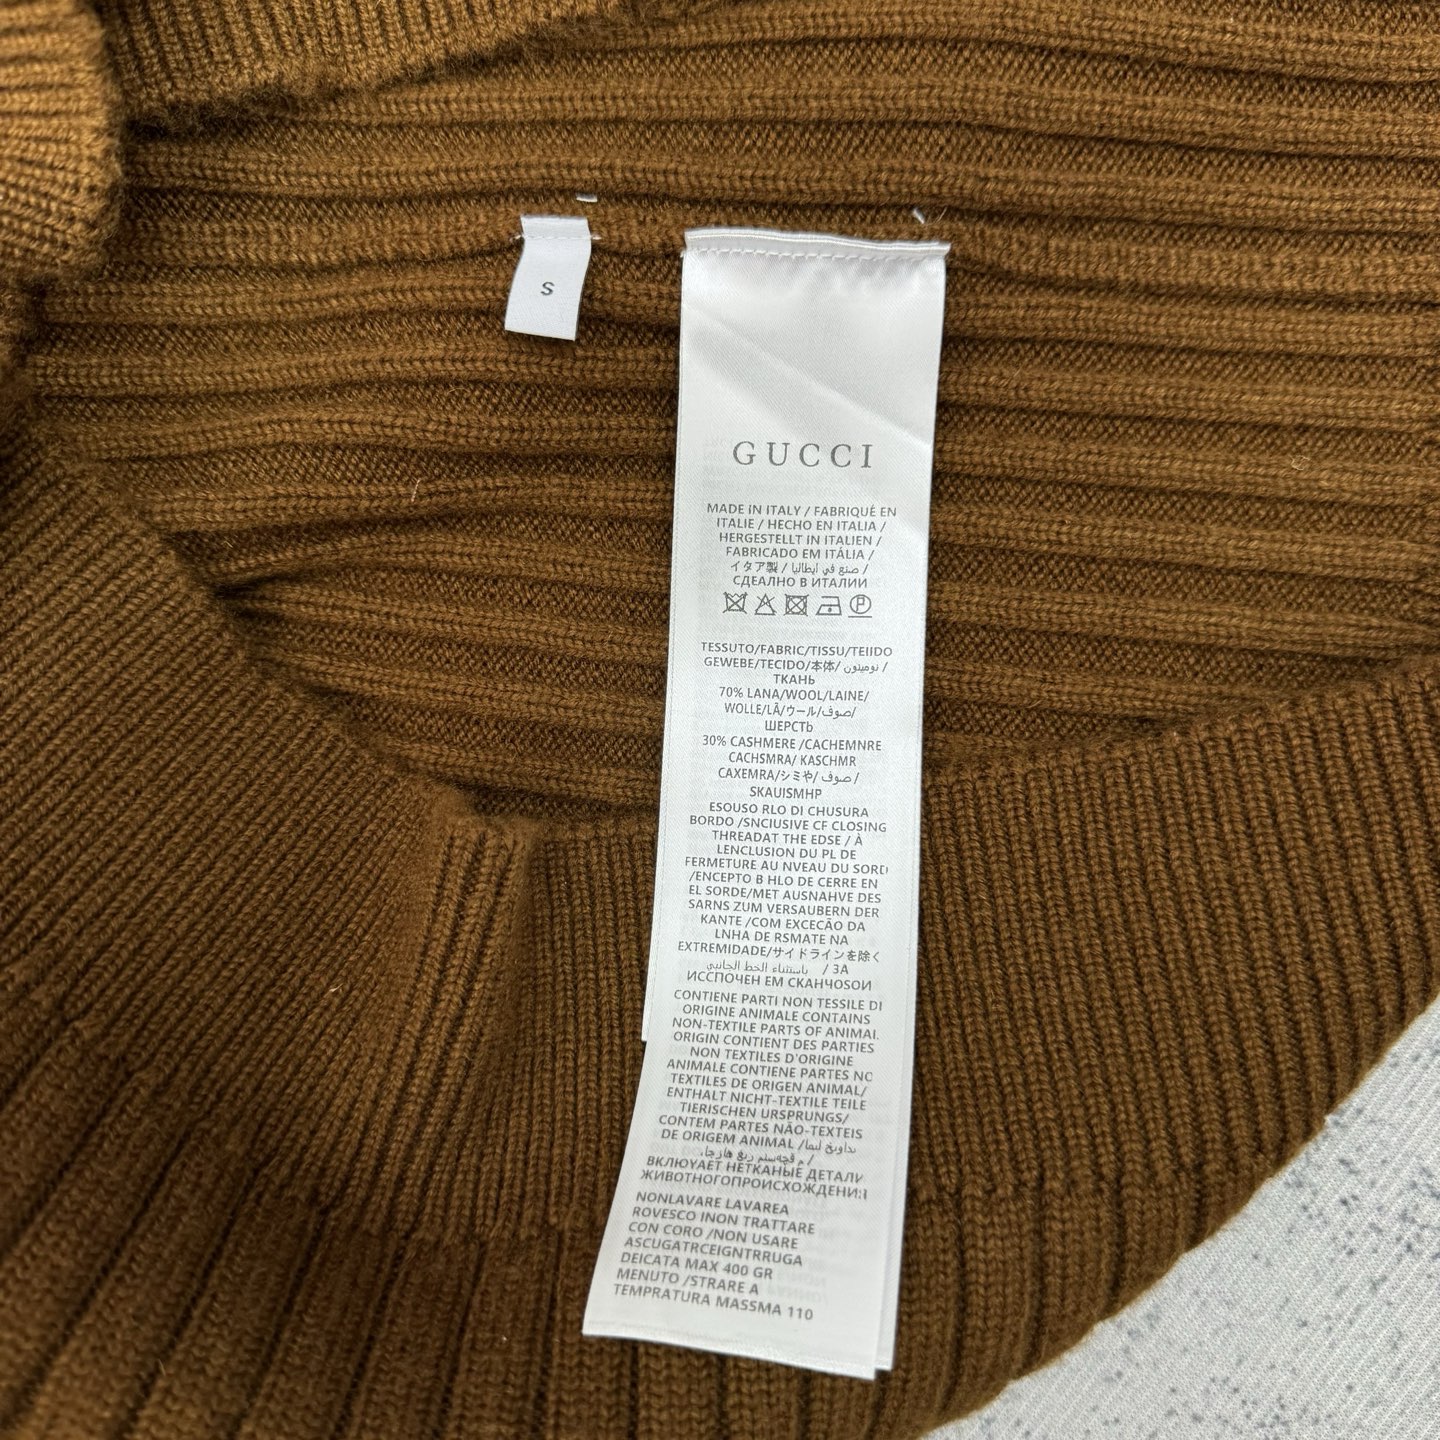 S
GUCCI
MADE IN ITALY / FABRIQUÉ EN
ITALIE / HECHO EN ITALIA /
HERGESTELLT IN ITALIEN /
FABRICADO EM ITÁLIA /
イタア製 / صنع في ايطاليا /
СДЕАЛНО В ИТАЛИИ
TESSUTO/FABRIC/TISSU/TEIIDO
GEWEBE/TECIDO/本体/ /
ТКАНЬ
70% LANA/WOOL/LAINE/
WOLLE/LÃ/ウール/صوف/
ШЕРСТЬ
30% CASHMERE /CACHEMNRE
CACHSMRA/ KASCHMR
CAXEMRA/シミや/ صوف /
SKAUISMHP
ESOUSO RLO DI CHUSURA
BORDO /SNCIUSIVE CF CLOSING
THREADAT THE EDSE / À
LENCLUSION DU PL DE
FERMETURE AU NVEAU DU SORD
/ENCEPTO B HLO DE CERRE EN
EL SORDE/MET AUSNAHVE DES
SARNS ZUM VERSAUBERN DER
KANTE /COM EXCECÃO DA
LNHA DE RSMATE NA
EXTREMIDADE/サイドラインを除く
باستثناء الخط الجانبي / 3A
ИССПОЧЕН ЕМ СКАНЧОЅОИ
CONTIENE PARTI NON TESSILE DI
ORIGINE ANIMALE CONTAINS
NON-TEXTILE PARTS OF ANIMAL
ORIGIN CONTIENT DES PARTIES
NON TEXTILES D'ORIGINE
ANIMALE CONTIENE PARTES NO
TEXTILES DE ORIGEN ANIMAL/
ENTHALT NICHT-TEXTILE TEILE
TIERISCHEN URSPRUNGS/
CONTEM PARTES NÃO-TEXTEIS
DE ORIGEM ANIMAL /
ВКЛЮУАЕТ НЕТКАНЫЕ ДЕТАЛИ
ЖИВОТНОГОПРОИСХОЖДЕНИ:
NONLAVARE LAVAREA
ROVESCO INON TRATTARE
CON CORO /NON USARE
ASCUGATRCEIGNTRRUGA
DEICATA MAX 400 GR
MENUTO /STRARE A
TEMPRATURA MASSMA 110